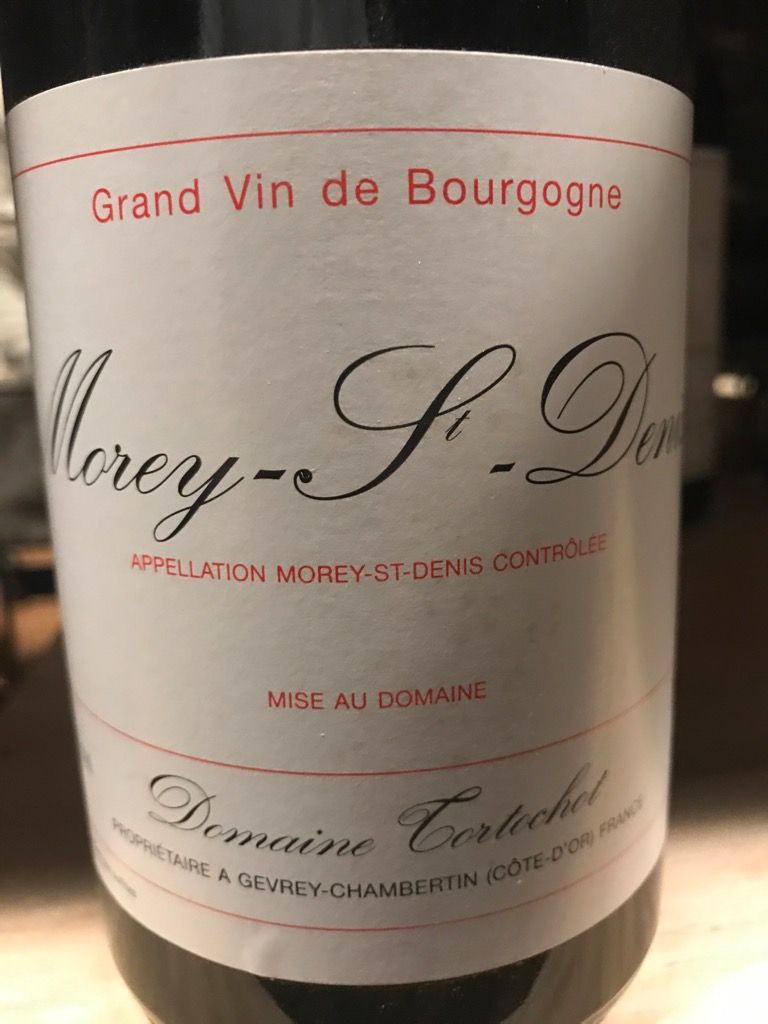 Grand Vin de Bourgogne
Morey-St-Denis
APPELLATION MOREY-ST-DENIS CONTRÔLÉE
MISE AU DOMAINE
Domaine Tortochot
PROPRIÉTAIRE A GEVREY-CHAMBERTIN (CÔTE-D'OR) FRANCE